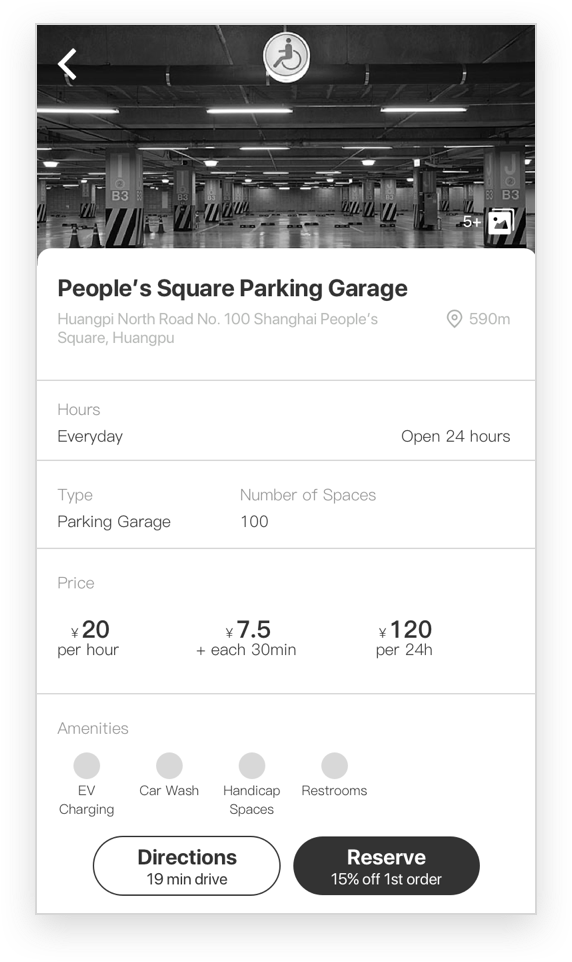 B3
J
B3
5+
People's Square Parking Garage
Huangpi North Road No. 100 Shanghai People's
Square, Huangpu
590m
Hours
Everyday
Open 24 hours
Type
Number of Spaces
Parking Garage
100
Price
¥ 20
¥ 7.5
¥ 120
per hour
+ each 30min
per 24h
Amenities
EV
Charging
Car Wash
Handicap
Spaces
Restrooms
Directions
19 min drive
Reserve
15% off 1st order